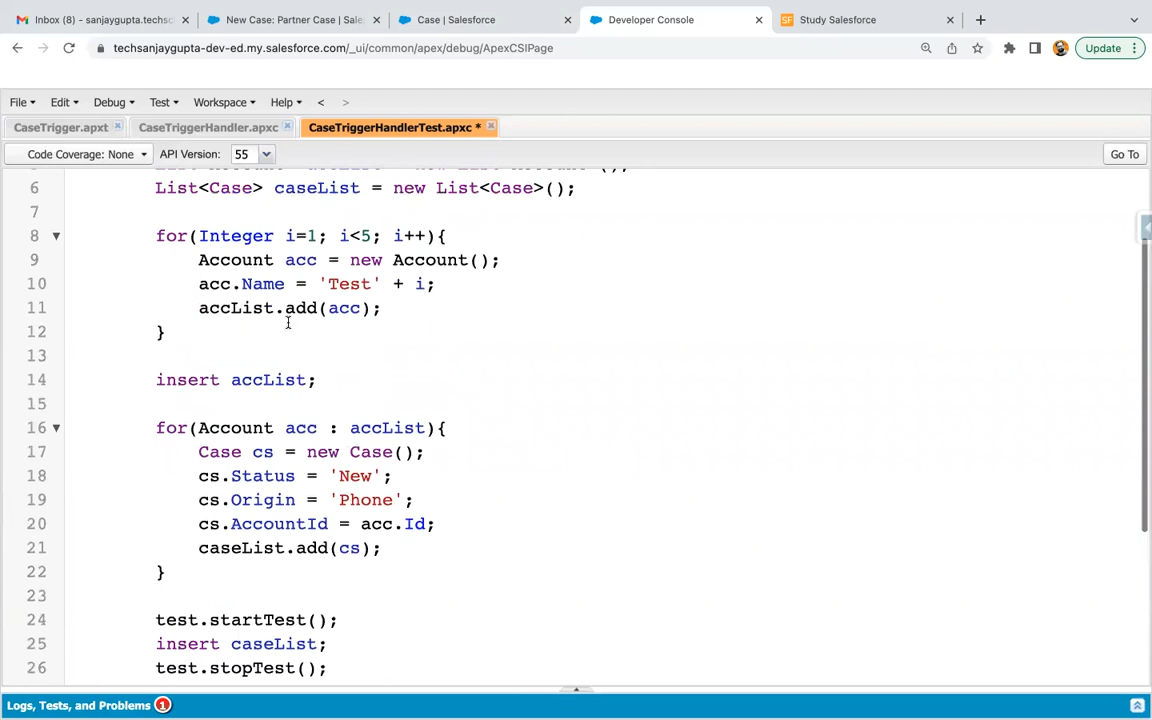 Inbox (2) - sanjaygupta.techsc
New Case: Partner Case | Sales
Case | Salesforce
Developer Console
Study Salesforce
techsanjaygupta-dev-ed.my.salesforce.com/_ui/common/apex/debug/ApexCSIPage
Update
File Edit Debug Test Workspace Help < >
CaseTrigger.apxt CaseTriggerHandler.apxc CaseTriggerHandlerTest.apxc *
Code Coverage: None API Version: 55 Go To
6 List<Case> caseList = new List<Case>();
7
8 for(Integer i=1; i<5; i++){
9 Account acc = new Account();
10 acc.Name = 'Test' + i;
11 accList.add(acc);
12 }
13
14 insert accList;
15
16 for(Account acc : accList){
17 Case cs = new Case();
18 cs.Status = 'New';
19 cs.Origin = 'Phone';
20 cs.AccountId = acc.Id;
21 caseList.add(cs);
22 }
23
24 test.startTest();
25 insert caseList;
26 test.stopTest();
Logs, Tests, and Problems 1